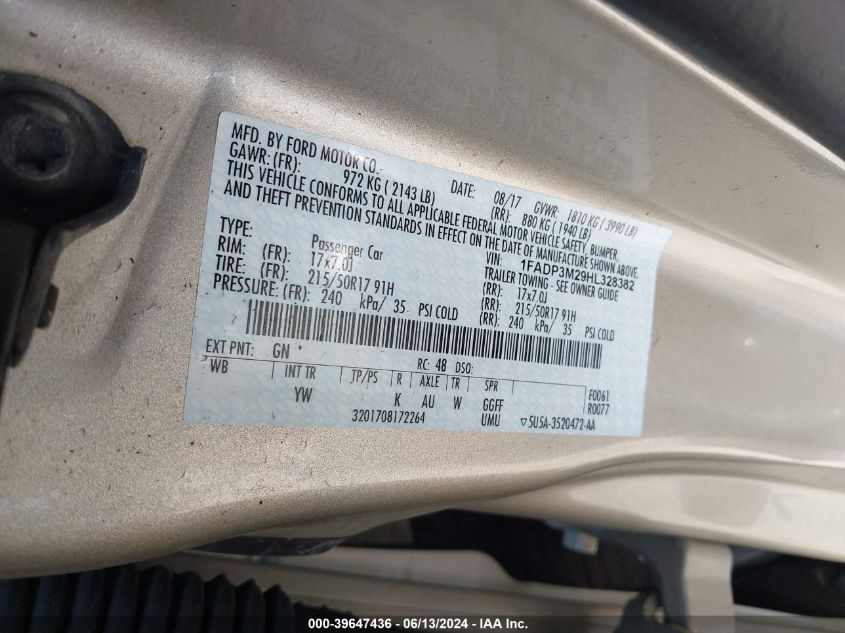 MFD. BY FORD MOTOR CO.
DATE: 08/17 GVWR: 1810 KG ( 3990 LB)
GAWR: (FR): 972 KG ( 2143 LB) (RR): 880 KG ( 1940 LB)
THIS VEHICLE CONFORMS TO ALL APPLICABLE FEDERAL MOTOR VEHICLE SAFETY, BUMPER,
AND THEFT PREVENTION STANDARDS IN EFFECT ON THE DATE OF MANUFACTURE SHOWN ABOVE.
VIN: 1FADP3M29HL328382
TYPE: Passenger Car TRAILER TOWING - SEE OWNER GUIDE
RIM: (FR): 17x7.0J (RR): 17x7.0J
TIRE: (FR): 215/50R17 91H (RR): 215/50R17 91H
PRESSURE: (FR): 240 kPa/ 35 PSI COLD (RR): 240 kPa/ 35 PSI COLD
EXT PNT: GN RC: 48 DSO:
WB INT TR TP/PS R AXLE TR SPR F0061
YW K AU W GGFF R0077
3201708172264 UMU ▽5U5A-3520472-AA
000-39647436 - 06/13/2024 - IAA Inc.